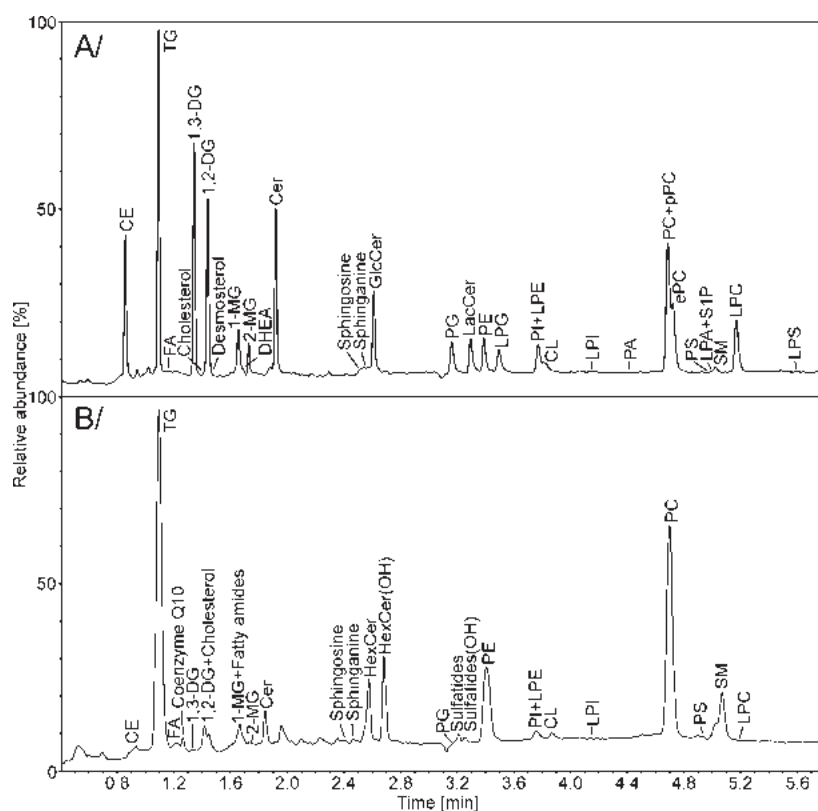 100
A/
TG
1,3-DG
1,2-DG
CE
FA
Cholesterol
Desmosterol
1-MG
2-MG
DHEA
Cer
Sphingosine
Sphinganine
GlcCer
PG
LacCer
PE
LPG
PI+LPE
CL
LPI
PA
PC+pPC
ePC
PS
LPA+S1P
SM
LPC
LPS
50
Relative abundance [%]
100
B/
TG
CE
FA
Coenzyme Q10
1,3-DG
1,2-DG+Cholesterol
1-MG+Fatty amides
2-MG
Cer
Sphingosine
Sphinganine
HexCer
HexCer(OH)
PG
Sulfatides
Sulfatides(OH)
PE
PI+LPE
CL
LPI
PC
PS
SM
LPC
50
0
0.8 1.2 1.6 2.0 2.4 2.8 3.2 3.6 4.0 4.4 4.8 5.2 5.6
Time [min]